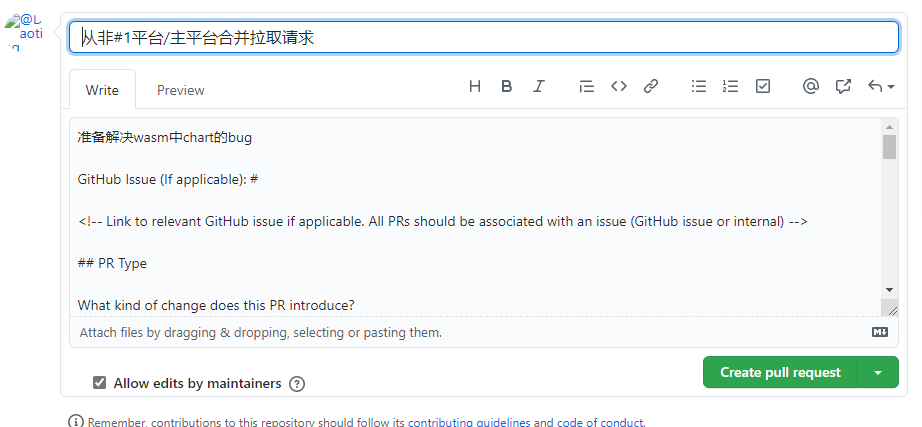 @L
aoti
g
从非#1平台/主平台合并拉取请求
Write
Preview
准备解决wasm中chart的bug
GitHub Issue (If applicable): #
<!-- Link to relevant GitHub issue if applicable. All PRs should be associated with an issue (GitHub issue or internal) -->
## PR Type
What kind of change does this PR introduce?
Attach files by dragging & dropping, selecting or pasting them.
Allow edits by maintainers
Create pull request
Remember, contributions to this repository should follow its contributing guidelines and code of conduct.